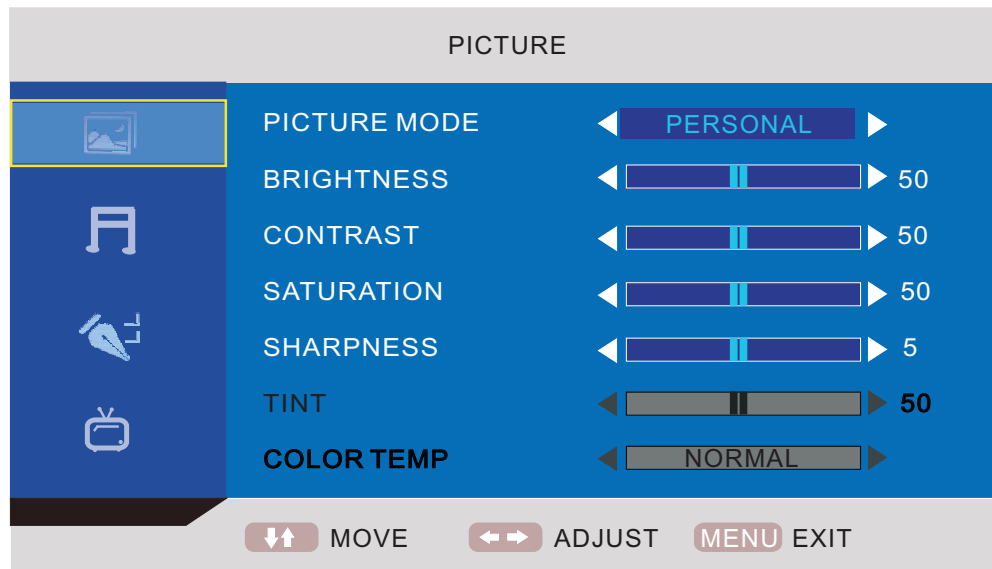 PICTURE
PICTURE MODE PERSONAL
BRIGHTNESS 50
CONTRAST 50
SATURATION 50
SHARPNESS 5
TINT 50
COLOR TEMP NORMAL
MOVE ADJUST MENU EXIT